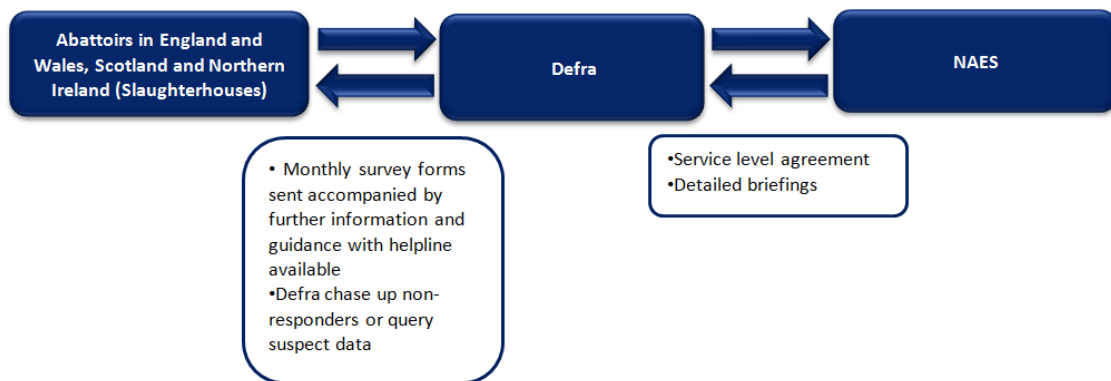 Abattoirs in England and
Wales, Scotland and Northern
Ireland (Slaughterhouses)
Defra
NAES
• Monthly survey forms
sent accompanied by
further information and
guidance with helpline
available
•Defra chase up non-
responders or query
suspect data
•Service level agreement
•Detailed briefings